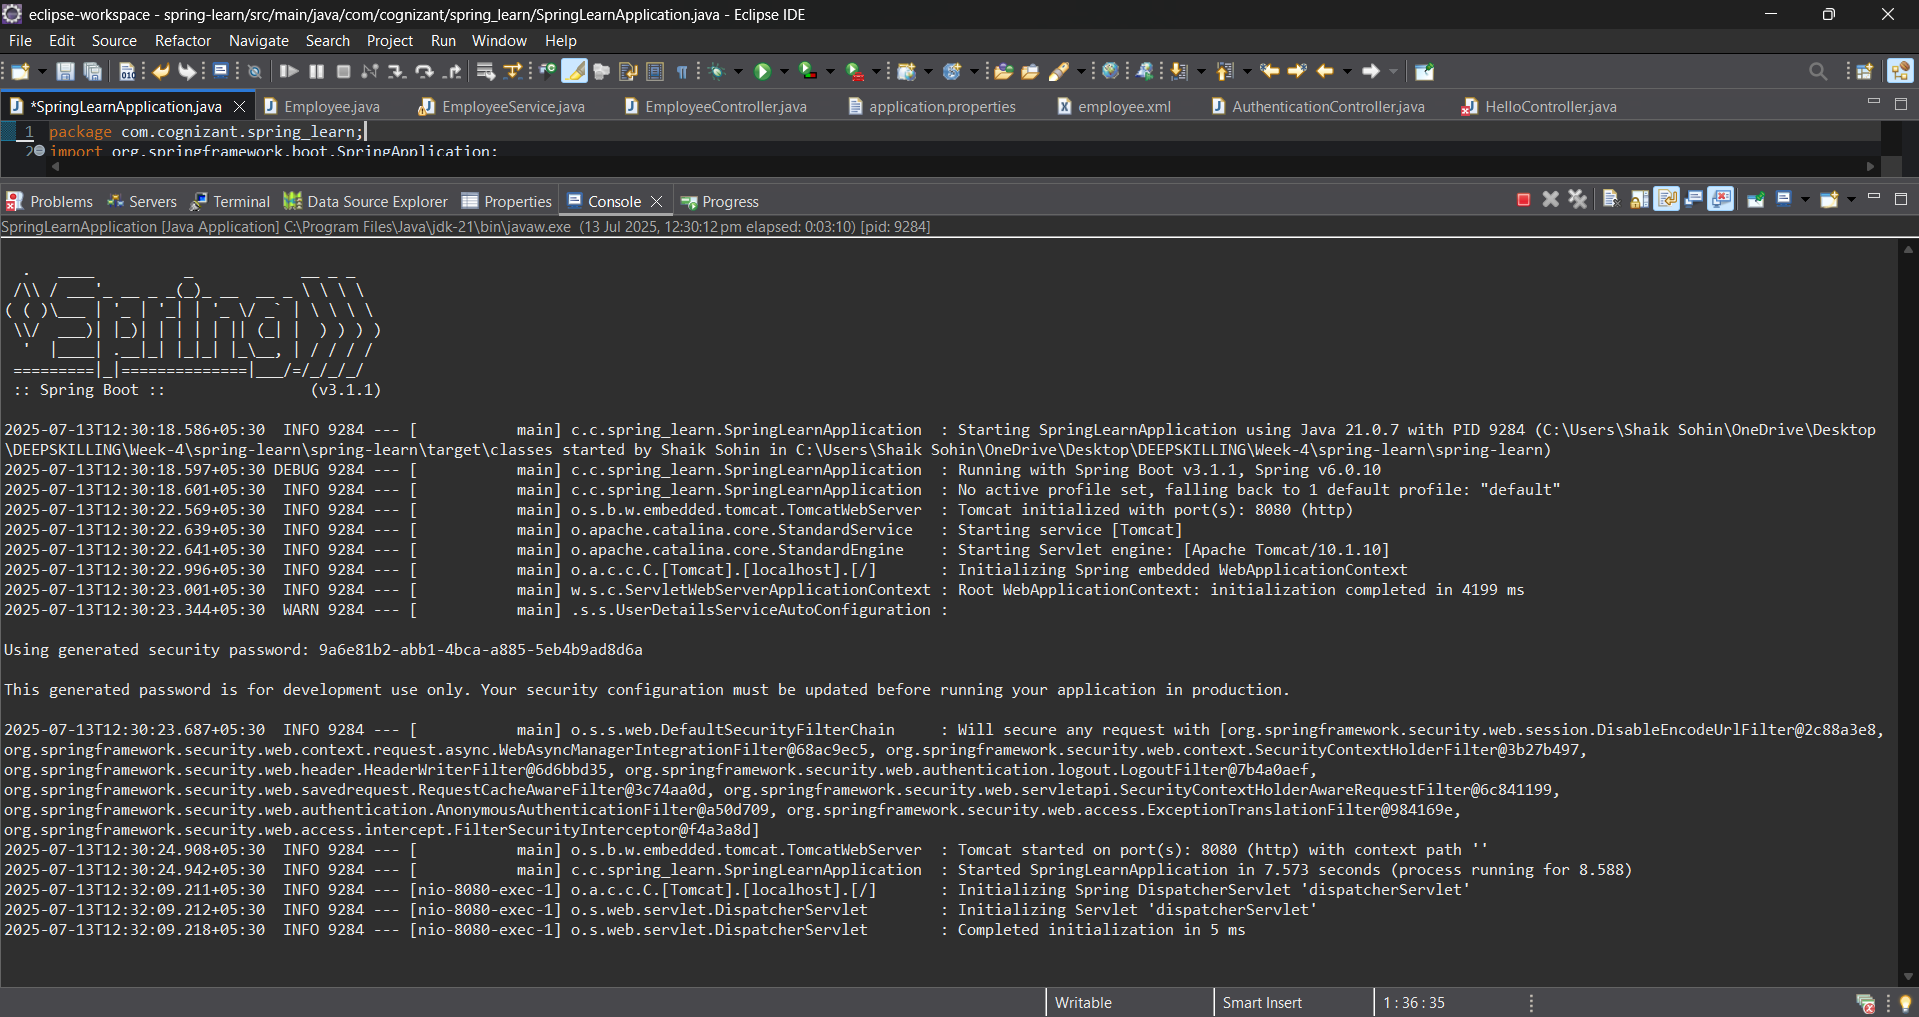 eclipse-workspace - spring-learn/src/main/java/com/cognizant/spring_learn/SpringLearnApplication.java - Eclipse IDE
File Edit Source Refactor Navigate Search Project Run Window Help
*SpringLearnApplication.java Employee.java EmployeeService.java EmployeeController.java application.properties employee.xml AuthenticationController.java HelloController.java
1 package com.cognizant.spring_learn;
2 import org.springframework.boot.SpringApplication;
Problems Servers Terminal Data Source Explorer Properties Console Progress
SpringLearnApplication [Java Application] C:\Program Files\Java\jdk-21\bin\javaw.exe (13 Jul 2025, 12:30:12 pm elapsed: 0:03:10) [pid: 9284]
  .   ____          _            __ _ _
 /\\ / ___'_ __ _ _(_)_ __  __ _ \ \ \ \
( ( )\___ | '_ | '_| | '_ \/ _` | \ \ \ \
 \\/  ___)| |_)| | | | | || (_| |  ) ) ) )
  '  |____| .__|_| |_|_| |_\__, | / / / /
 =========|_|==============|___/=/_/_/_/
 :: Spring Boot ::                (v3.1.1)
2025-07-13T12:30:18.586+05:30  INFO 9284 --- [           main] c.c.spring_learn.SpringLearnApplication  : Starting SpringLearnApplication using Java 21.0.7 with PID 9284 (C:\Users\Shaik Sohin\OneDrive\Desktop
\DEEPSKILLING\Week-4\spring-learn\spring-learn\target\classes started by Shaik Sohin in C:\Users\Shaik Sohin\OneDrive\Desktop\DEEPSKILLING\Week-4\spring-learn\spring-learn)
2025-07-13T12:30:18.597+05:30 DEBUG 9284 --- [           main] c.c.spring_learn.SpringLearnApplication  : Running with Spring Boot v3.1.1, Spring v6.0.10
2025-07-13T12:30:18.601+05:30  INFO 9284 --- [           main] c.c.spring_learn.SpringLearnApplication  : No active profile set, falling back to 1 default profile: "default"
2025-07-13T12:30:22.569+05:30  INFO 9284 --- [           main] o.s.b.w.embedded.tomcat.TomcatWebServer  : Tomcat initialized with port(s): 8080 (http)
2025-07-13T12:30:22.639+05:30  INFO 9284 --- [           main] o.apache.catalina.core.StandardService   : Starting service [Tomcat]
2025-07-13T12:30:22.641+05:30  INFO 9284 --- [           main] o.apache.catalina.core.StandardEngine    : Starting Servlet engine: [Apache Tomcat/10.1.10]
2025-07-13T12:30:22.996+05:30  INFO 9284 --- [           main] o.a.c.c.C.[Tomcat].[localhost].[/]       : Initializing Spring embedded WebApplicationContext
2025-07-13T12:30:23.001+05:30  INFO 9284 --- [           main] w.s.c.ServletWebServerApplicationContext : Root WebApplicationContext: initialization completed in 4199 ms
2025-07-13T12:30:23.344+05:30  WARN 9284 --- [           main] .s.s.UserDetailsServiceAutoConfiguration :
Using generated security password: 9a6e81b2-abb1-4bca-a885-5eb4b9ad8d6a
This generated password is for development use only. Your security configuration must be updated before running your application in production.
2025-07-13T12:30:23.687+05:30  INFO 9284 --- [           main] o.s.s.web.DefaultSecurityFilterChain     : Will secure any request with [org.springframework.security.web.session.DisableEncodeUrlFilter@2c88a3e8,
org.springframework.security.web.context.request.async.WebAsyncManagerIntegrationFilter@68ac9ec5, org.springframework.security.web.context.SecurityContextHolderFilter@3b27b497,
org.springframework.security.web.header.HeaderWriterFilter@6d6bbd35, org.springframework.security.web.authentication.logout.LogoutFilter@7b4a0aef,
org.springframework.security.web.savedrequest.RequestCacheAwareFilter@3c74aa0d, org.springframework.security.web.servletapi.SecurityContextHolderAwareRequestFilter@6c841199,
org.springframework.security.web.authentication.AnonymousAuthenticationFilter@a50d709, org.springframework.security.web.access.ExceptionTranslationFilter@984169e,
org.springframework.security.web.access.intercept.FilterSecurityInterceptor@f4a3a8d]
2025-07-13T12:30:24.908+05:30  INFO 9284 --- [           main] o.s.b.w.embedded.tomcat.TomcatWebServer  : Tomcat started on port(s): 8080 (http) with context path ''
2025-07-13T12:30:24.942+05:30  INFO 9284 --- [           main] c.c.spring_learn.SpringLearnApplication  : Started SpringLearnApplication in 7.573 seconds (process running for 8.588)
2025-07-13T12:32:09.211+05:30  INFO 9284 --- [nio-8080-exec-1] o.a.c.c.C.[Tomcat].[localhost].[/]       : Initializing Spring DispatcherServlet 'dispatcherServlet'
2025-07-13T12:32:09.212+05:30  INFO 9284 --- [nio-8080-exec-1] o.s.web.servlet.DispatcherServlet        : Initializing Servlet 'dispatcherServlet'
2025-07-13T12:32:09.218+05:30  INFO 9284 --- [nio-8080-exec-1] o.s.web.servlet.DispatcherServlet        : Completed initialization in 5 ms
Writable Smart Insert 1 : 36 : 35